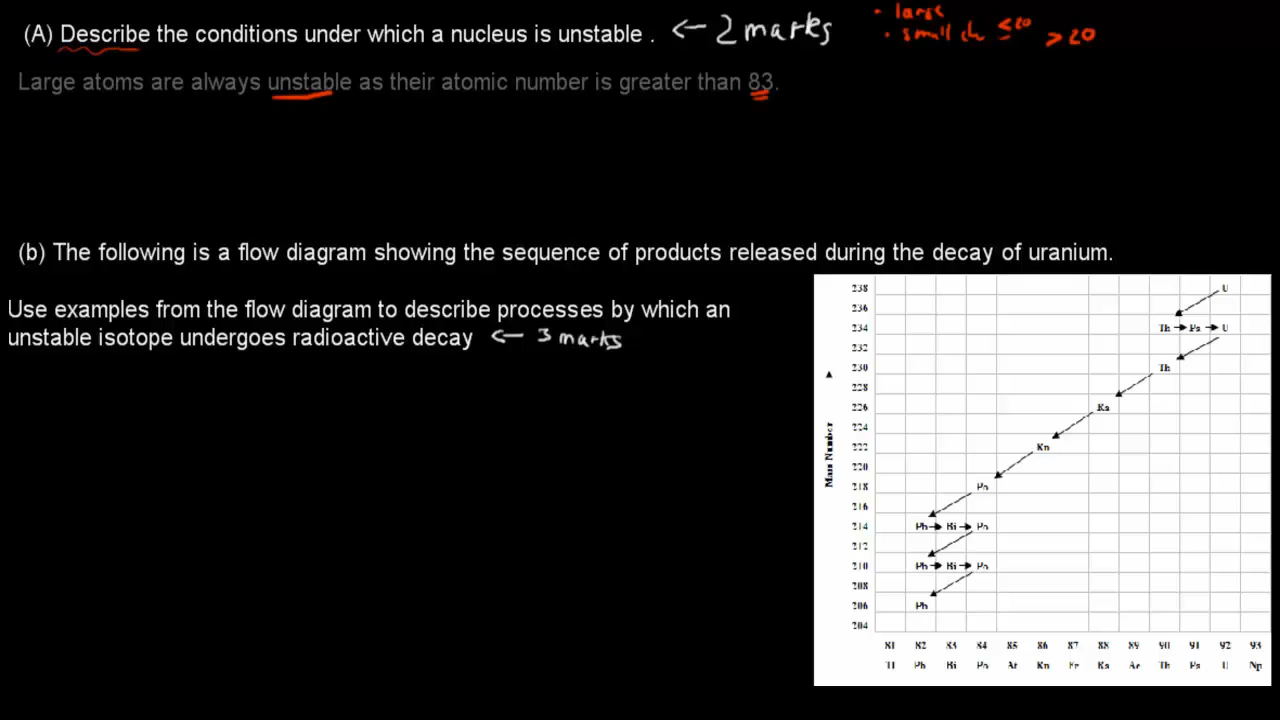 (A) Describe the conditions under which a nucleus is unstable . ← 2 marks
• large
• small ch ≤20 >20
Large atoms are always unstable as their atomic number is greater than 83.
(b) The following is a flow diagram showing the sequence of products released during the decay of uranium.
Use examples from the flow diagram to describe processes by which an
unstable isotope undergoes radioactive decay ← 3 marks
Mass Number
238 U
236
234 Th Pa U
232
230 Th
228
226 Ra
224
222 Rn
220
218 Po
216
214 Pb Bi Po
212
210 Pb Bi Po
208
206 Pb
204
81 82 83 84 85 86 87 88 89 90 91 92 93
Tl Pb Bi Po At Rn Fr Ra Ac Th Pa U Np